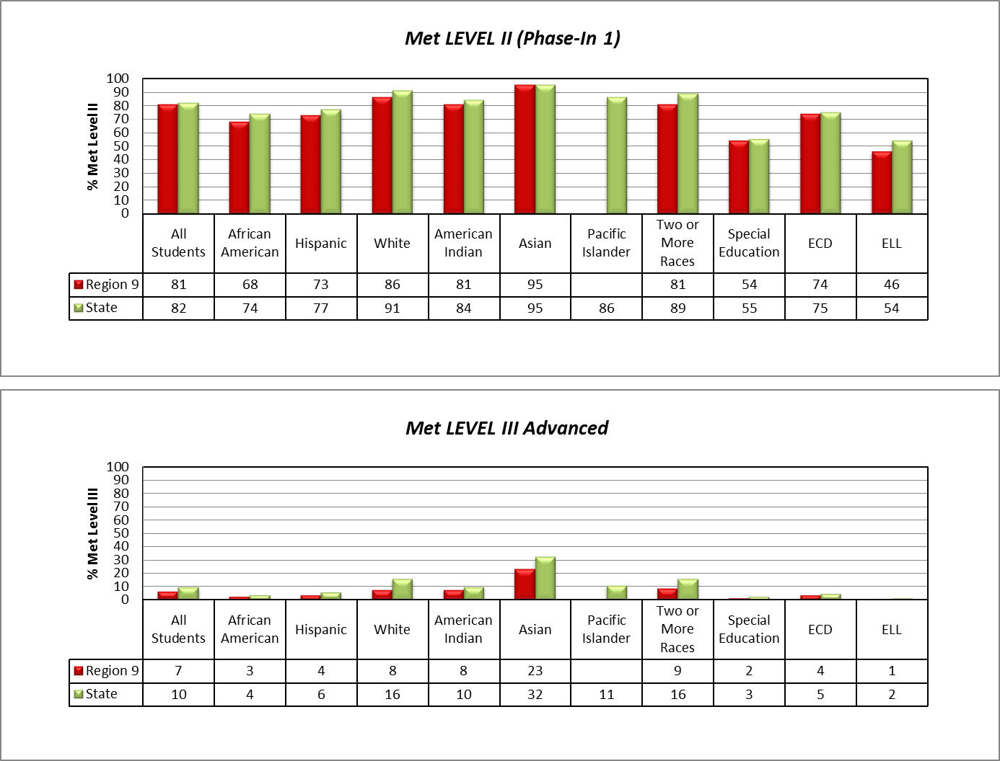 Met LEVEL II (Phase-In 1)
% Met Level II
100
90
80
70
60
50
40
30
20
10
0
All Students African American Hispanic White American Indian Asian Pacific Islander Two or More Races Special Education ECD ELL
Region 9 81 68 73 86 81 95 81 54 74 46
State 82 74 77 91 84 95 86 89 55 75 54
Met LEVEL III Advanced
% Met Level III
100
90
80
70
60
50
40
30
20
10
0
All Students African American Hispanic White American Indian Asian Pacific Islander Two or More Races Special Education ECD ELL
Region 9 7 3 4 8 8 23 9 2 4 1
State 10 4 6 16 10 32 11 16 3 5 2